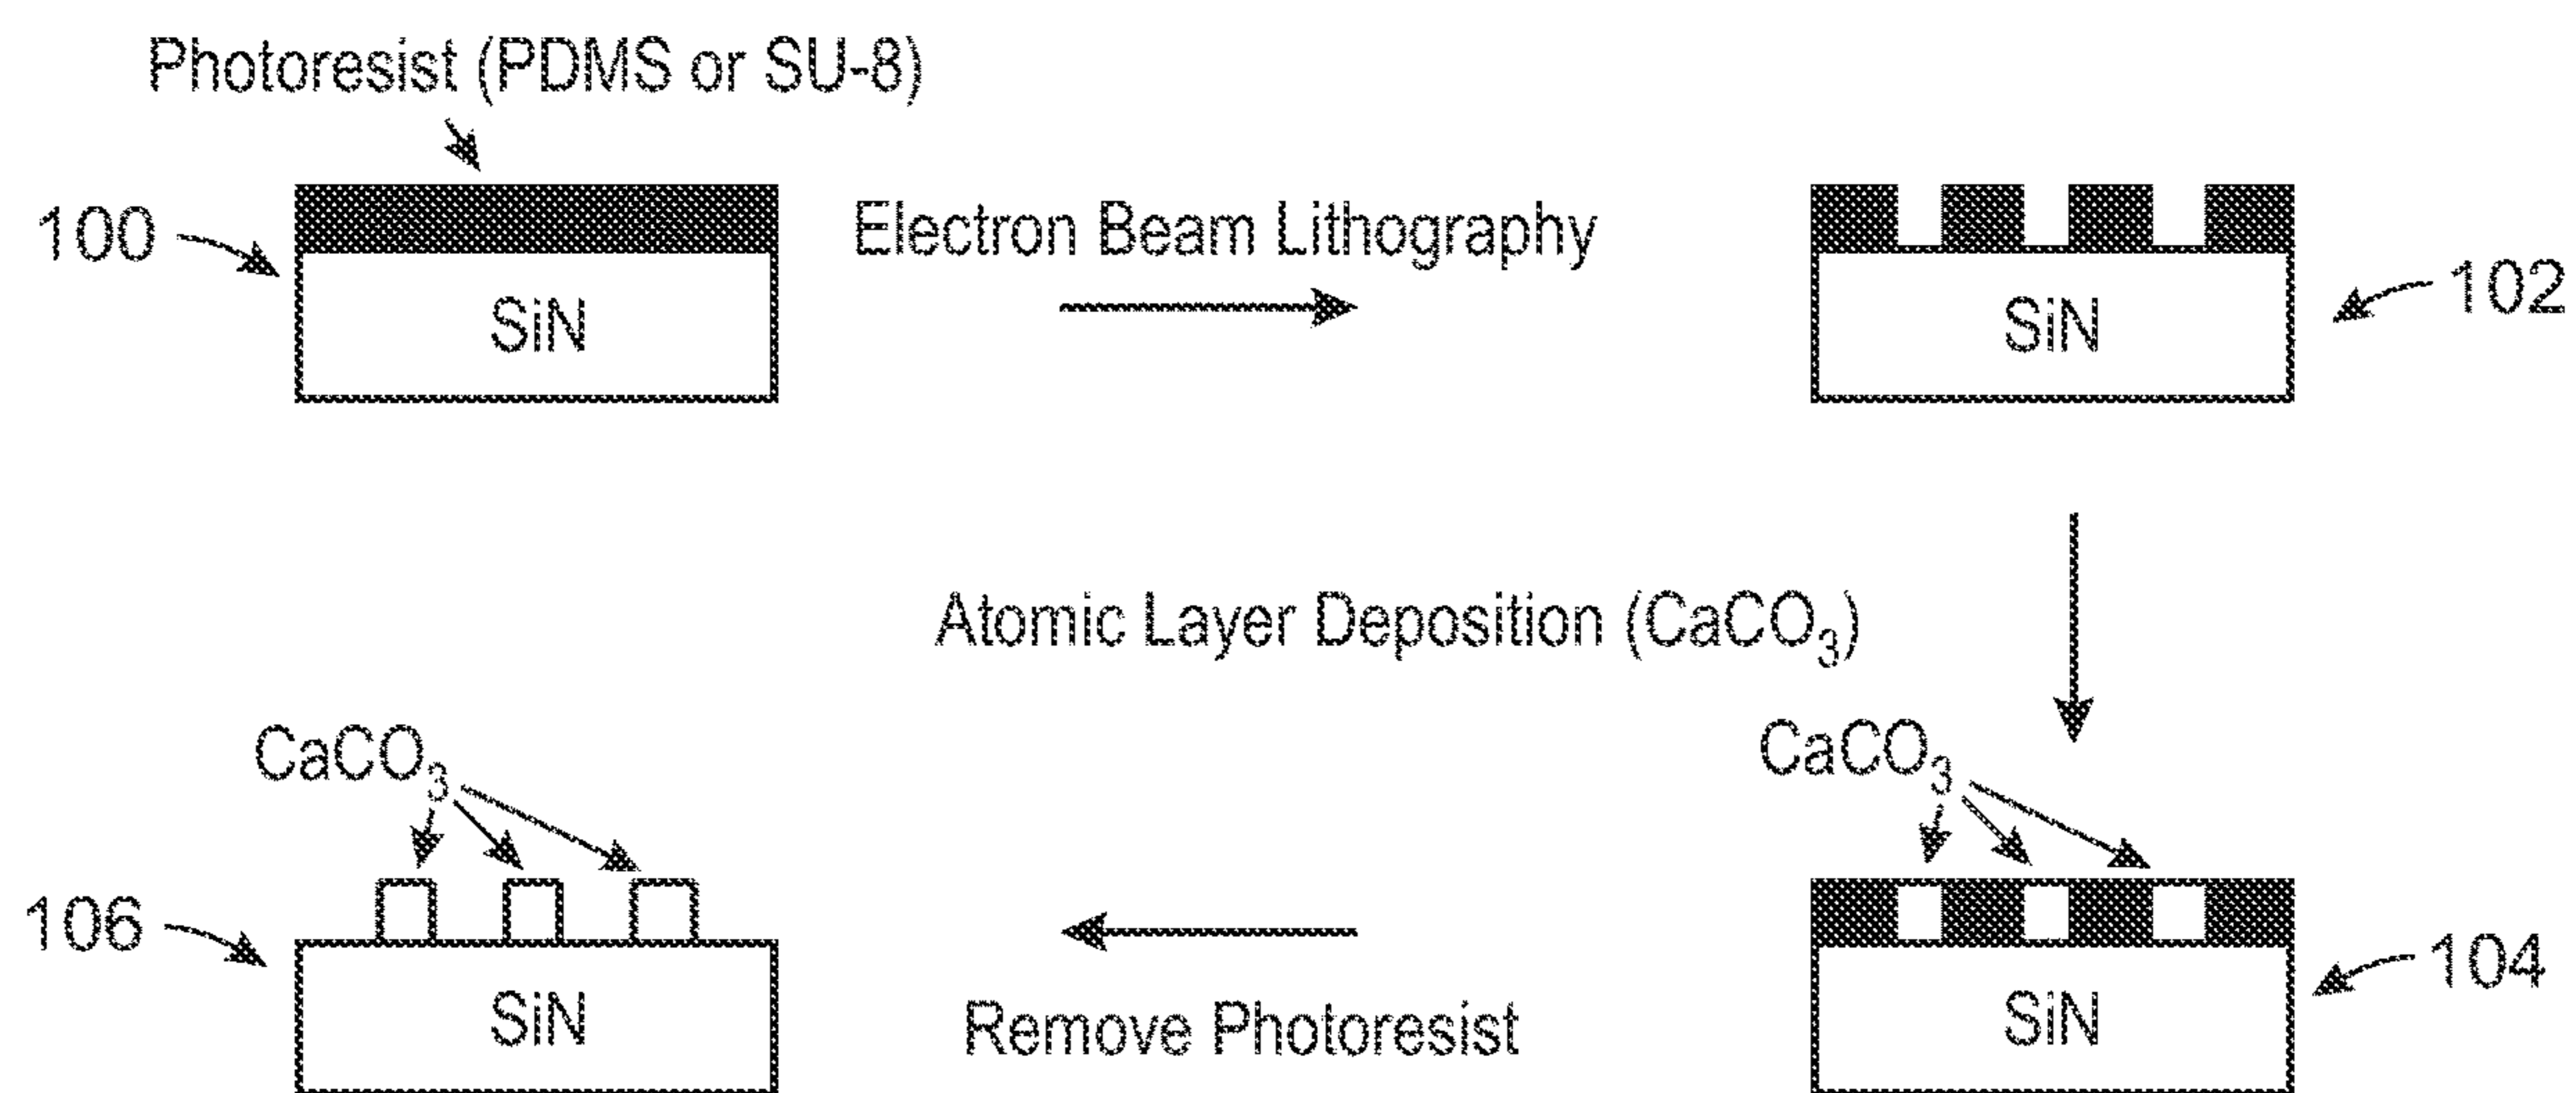 Photoresist (PDMS or SU-8)
100
SiN
Electron Beam Lithography
SiN
102
Atomic Layer Deposition (CaCO₃)
CaCO₃
106
SiN
Remove Photoresist
CaCO₃
SiN
104